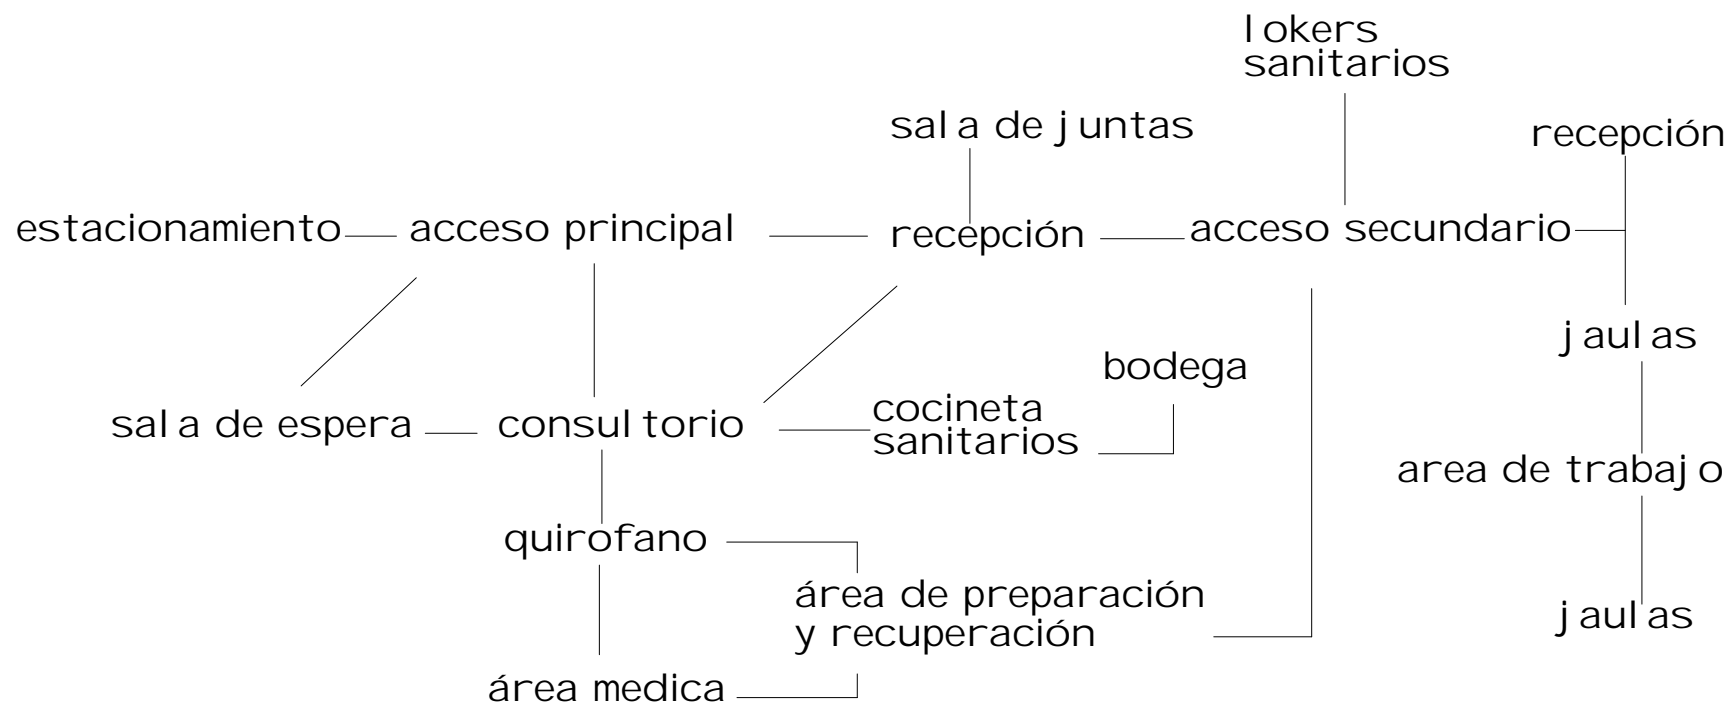 lokers
sanitarios
sala de juntas
recepción
estacionamiento
acceso principal
recepción
acceso secundario
jaulas
bodega
sala de espera
consultorio
cocineta
sanitarios
area de trabajo
quirofano
área de preparación
y recuperación
jaulas
área medica